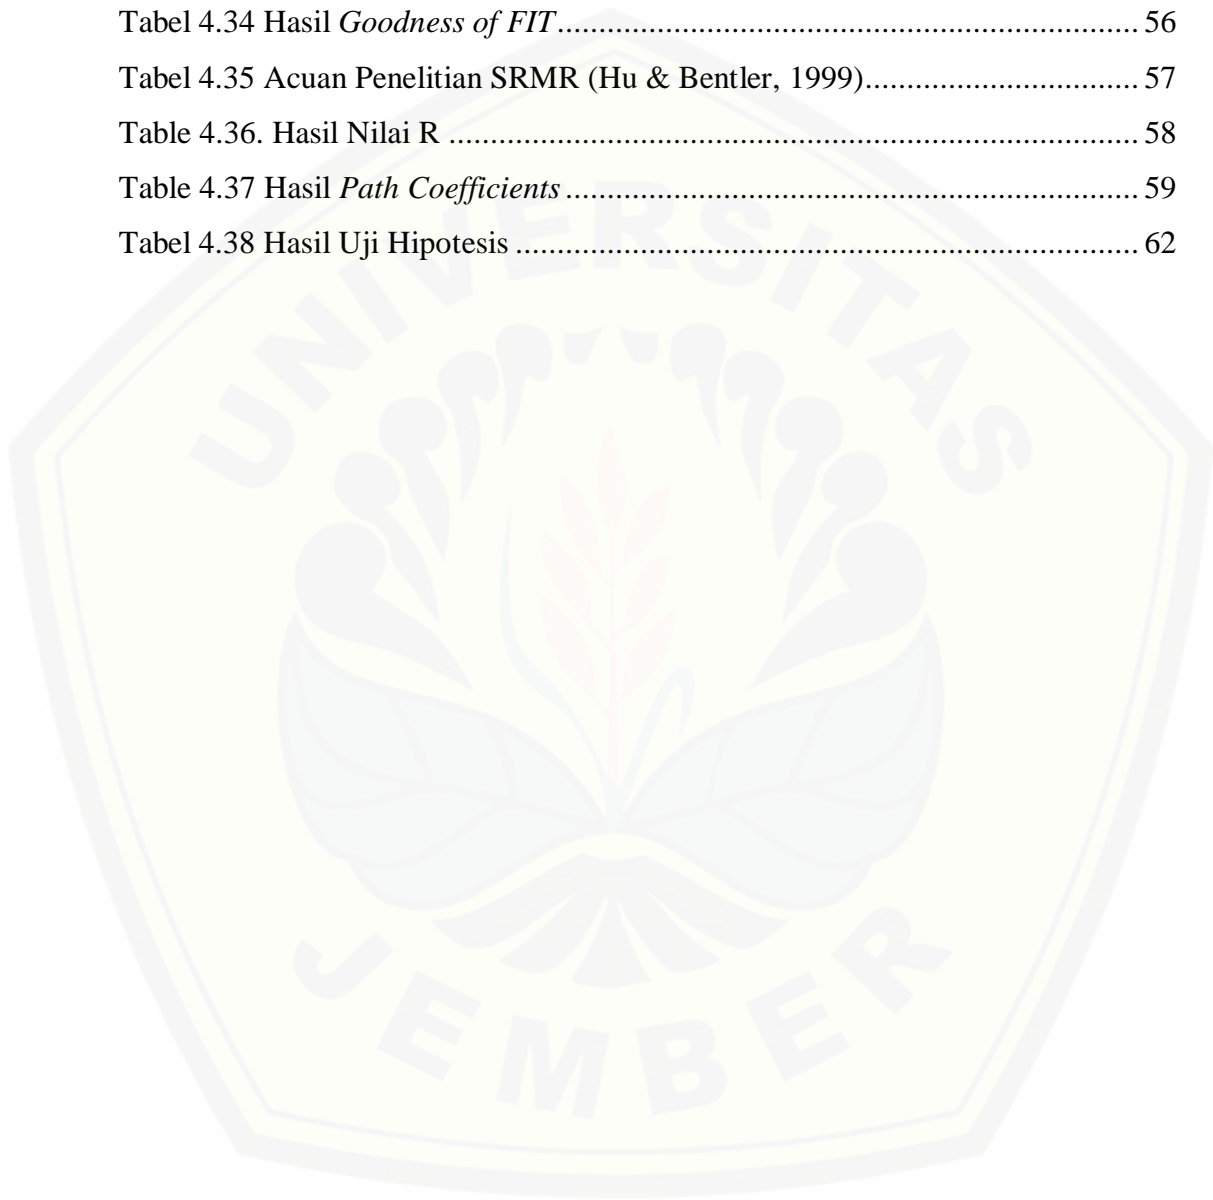 Tabel 4.34 Hasil Goodness of FIT........................................................................ 56
Tabel 4.35 Acuan Penelitian SRMR (Hu & Bentler, 1999)................................. 57
Table 4.36. Hasil Nilai R ..................................................................................... 58
Table 4.37 Hasil Path Coefficients....................................................................... 59
Tabel 4.38 Hasil Uji Hipotesis ............................................................................. 62
UNIVERSITAS
JEMBER